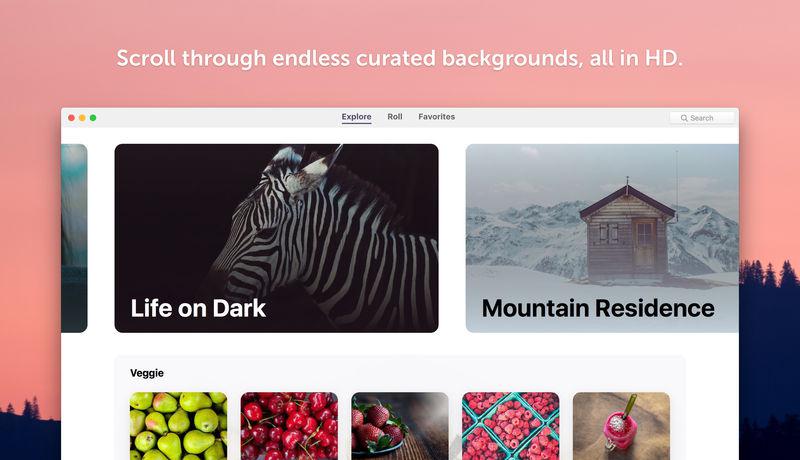 Scroll through endless curated backgrounds, all in HD.
Explore Roll Favorites Search
Life on Dark
Mountain Residence
Veggie